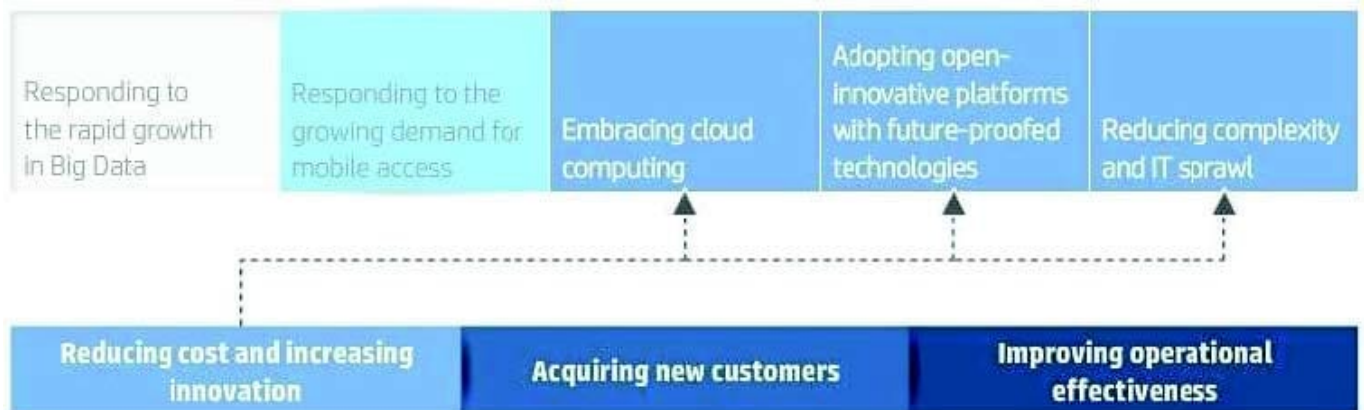 Responding to
the rapid growth
in Big Data
Responding to the
growing demand for
mobile access
Embracing cloud
computing
Adopting open-
innovative platforms
with future-proofed
technologies
Reducing complexity
and IT sprawl
Reducing cost and increasing
innovation
Acquiring new customers
Improving operational
effectiveness